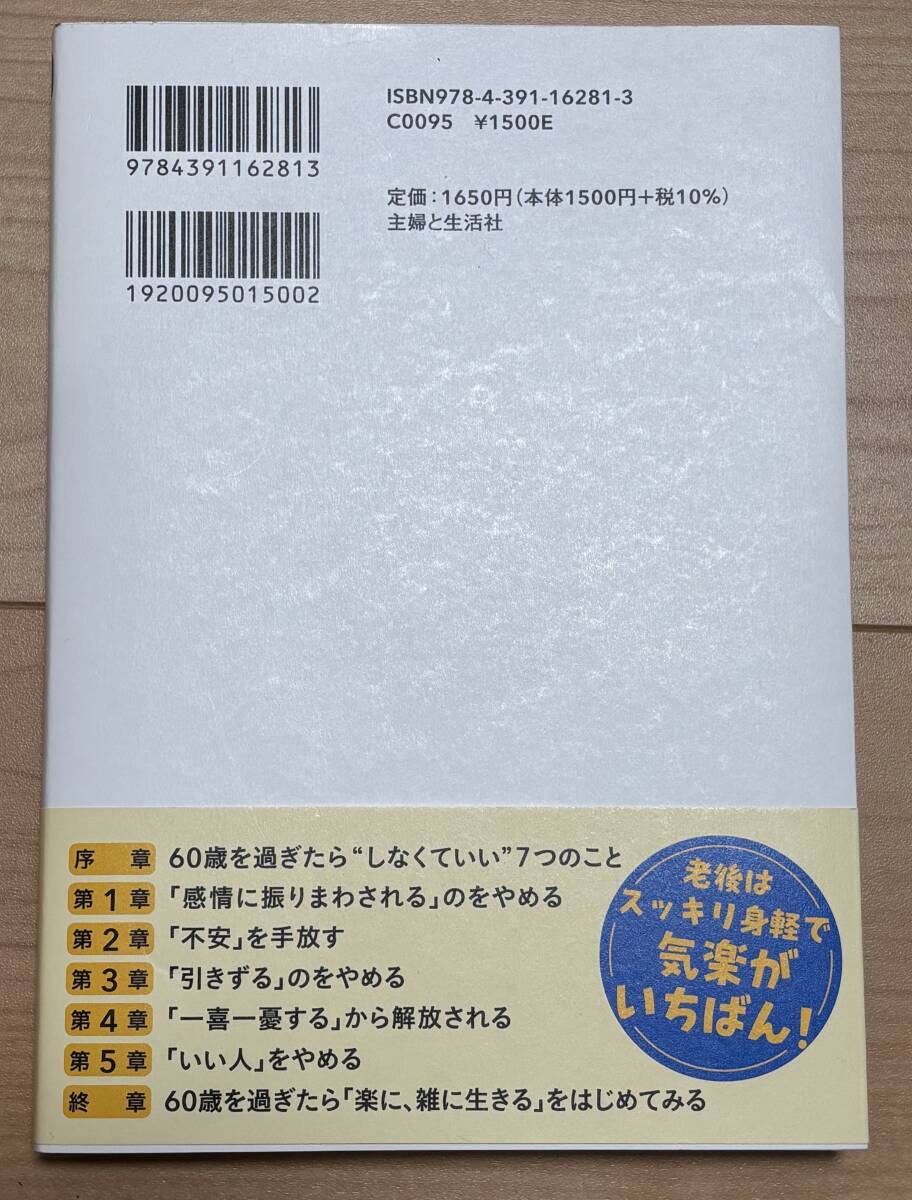 ISBN978-4-391-16281-3
C0095 ¥1500E
9784391162813
定価：1650円（本体1500円＋税10％）
主婦と生活社
1920095015002
序章 60歳を過ぎたら“しなくていい”7つのこと
第1章 「感情に振りまわされる」のをやめる
第2章 「不安」を手放す
第3章 「引きずる」のをやめる
第4章 「一喜一憂する」から解放される
第5章 「いい人」をやめる
終章 60歳を過ぎたら「楽に、雑に生きる」をはじめてみる
老後は
スッキリ身軽で
気楽が
いちばん！